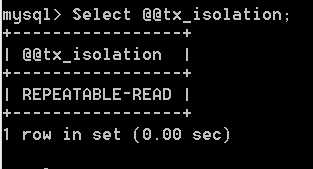 mysql> Select @@tx_isolation;
+-----------------+
| @@tx_isolation  |
+-----------------+
| REPEATABLE-READ |
+-----------------+
1 row in set (0.00 sec)